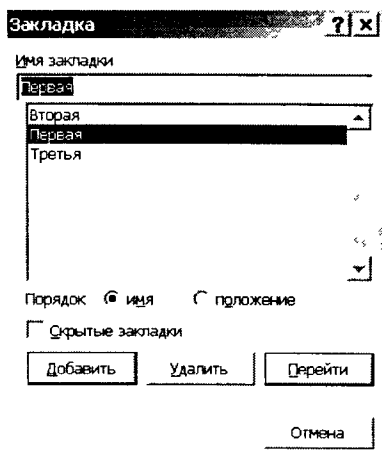 Закладка ? ×
Имя закладки
Первая
Вторая
Первая
Третья
Порядок имя положение
Скрытые закладки
Добавить Удалить Перейти
Отмена